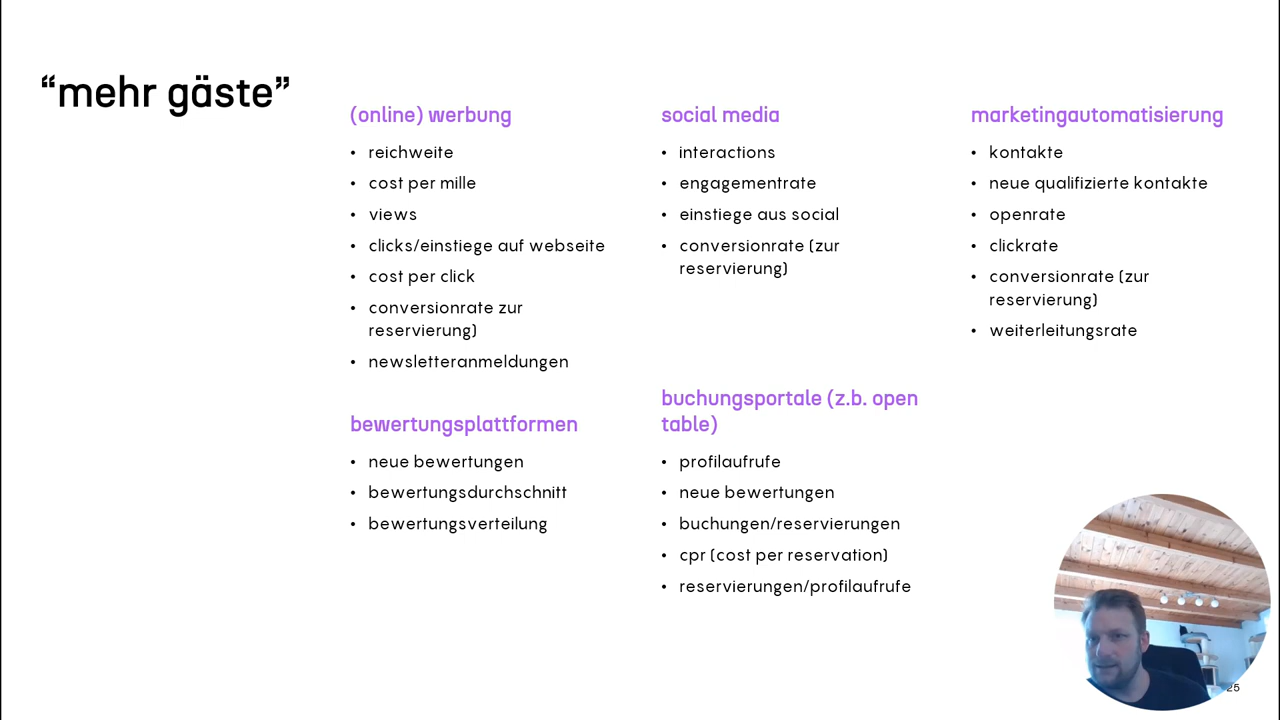 “mehr gäste”
(online) werbung
• reichweite
• cost per mille
• views
• clicks/einstiege auf webseite
• cost per click
• conversionrate zur
reservierung)
• newsletteranmeldungen
social media
• interactions
• engagementrate
• einstiege aus social
• conversionrate (zur
reservierung)
marketingautomatisierung
• kontakte
• neue qualifizierte kontakte
• openrate
• clickrate
• conversionrate (zur
reservierung)
• weiterleitungsrate
bewertungsplattformen
• neue bewertungen
• bewertungsdurchschnitt
• bewertungsverteilung
buchungsportale (z.b. open
table)
• profilaufrufe
• neue bewertungen
• buchungen/reservierungen
• cpr (cost per reservation)
• reservierungen/profilaufrufe
25